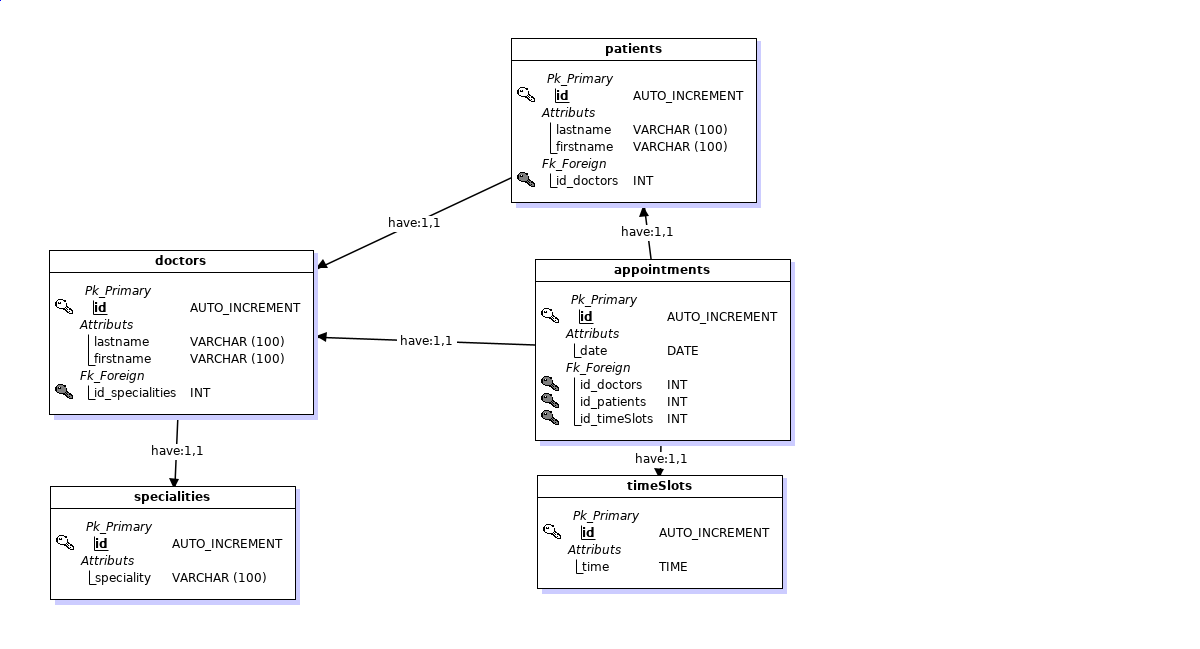 patients
Pk_Primary
id AUTO_INCREMENT
Attributs
lastname VARCHAR (100)
firstname VARCHAR (100)
Fk_Foreign
id_doctors INT
have:1,1
have:1,1
doctors
Pk_Primary
id AUTO_INCREMENT
Attributs
lastname VARCHAR (100)
firstname VARCHAR (100)
Fk_Foreign
id_specialities INT
appointments
Pk_Primary
id AUTO_INCREMENT
Attributs
date DATE
Fk_Foreign
id_doctors INT
id_patients INT
id_timeSlots INT
have:1,1
have:1,1
have:1,1
specialities
Pk_Primary
id AUTO_INCREMENT
Attributs
speciality VARCHAR (100)
timeSlots
Pk_Primary
id AUTO_INCREMENT
Attributs
time TIME